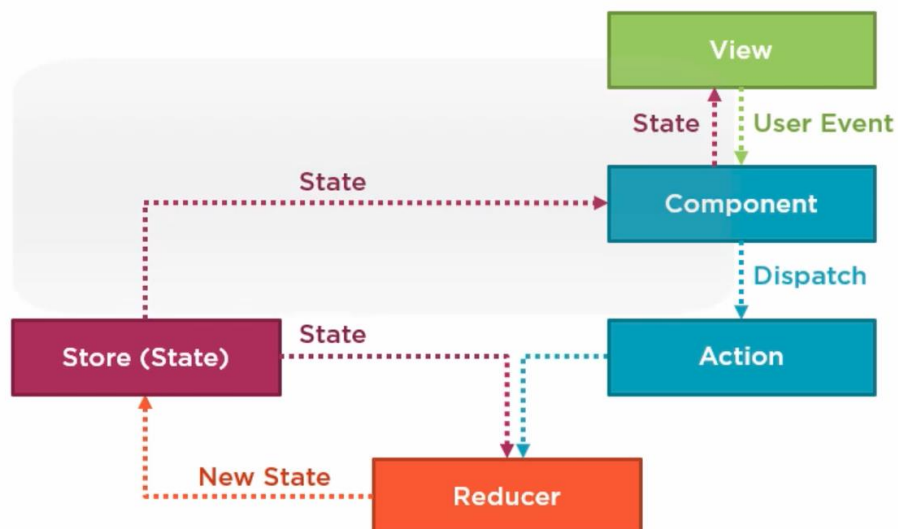 View
State
User Event
State
Component
Dispatch
Store (State)
State
Action
New State
Reducer